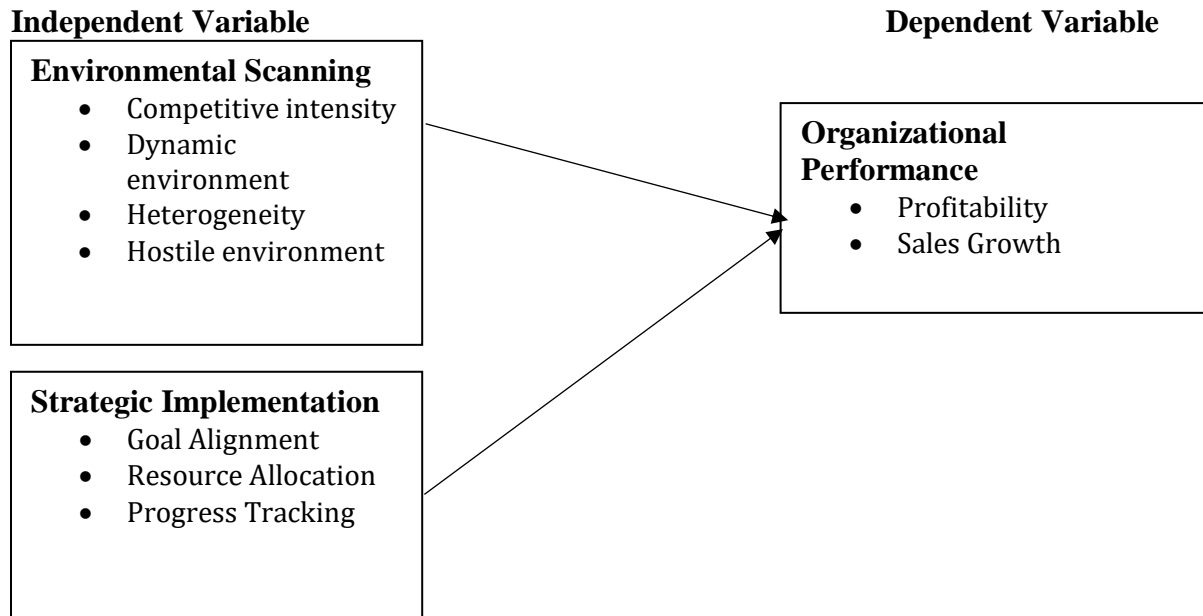 Independent Variable
Dependent Variable
Environmental Scanning
• Competitive intensity
• Dynamic
environment
• Heterogeneity
• Hostile environment
Organizational
Performance
• Profitability
• Sales Growth
Strategic Implementation
• Goal Alignment
• Resource Allocation
• Progress Tracking